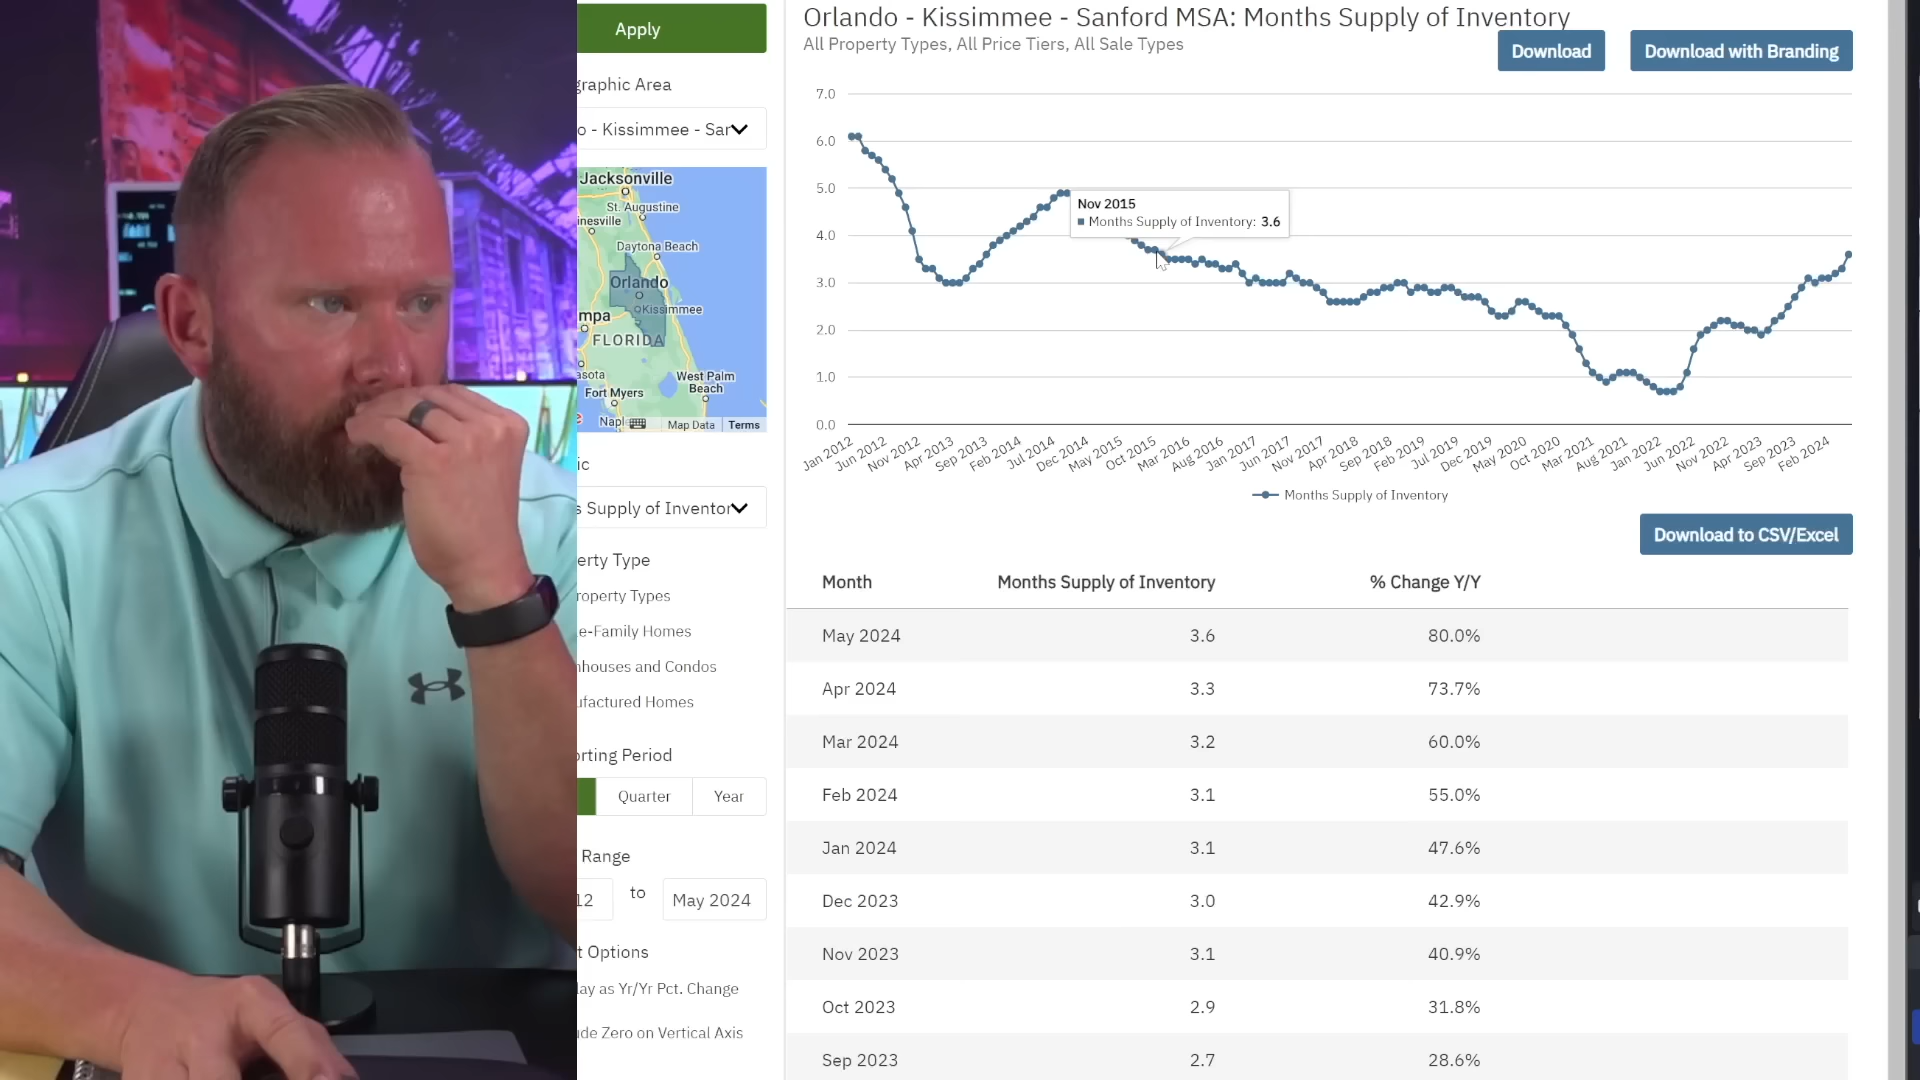 Apply
graphic Area
o - Kissimmee - Sar
Jacksonville
St. Augustine
inesville
Daytona Beach
Orlando
Kissimmee
mpa
FLORIDA
asota
West Palm
Beach
Fort Myers
Napl
Map Data
Terms
ic
s Supply of Inventor
erty Type
roperty Types
e-Family Homes
nhouses and Condos
ufactured Homes
orting Period
Quarter
Year
Range
12
to
May 2024
t Options
lay as Yr/Yr Pct. Change
ude Zero on Vertical Axis
Orlando - Kissimmee - Sanford MSA: Months Supply of Inventory
All Property Types, All Price Tiers, All Sale Types
Download
Download with Branding
7.0
6.0
5.0
4.0
3.0
2.0
1.0
0.0
Nov 2015
Months Supply of Inventory: 3.6
Jan 2012
Jun 2012
Nov 2012
Apr 2013
Sep 2013
Feb 2014
Jul 2014
Dec 2014
May 2015
Oct 2015
Mar 2016
Aug 2016
Jan 2017
Jun 2017
Nov 2017
Apr 2018
Sep 2018
Feb 2019
Jul 2019
Dec 2019
May 2020
Oct 2020
Mar 2021
Aug 2021
Jan 2022
Jun 2022
Nov 2022
Apr 2023
Sep 2023
Feb 2024
Months Supply of Inventory
Download to CSV/Excel
Month Months Supply of Inventory % Change Y/Y
May 2024 3.6 80.0%
Apr 2024 3.3 73.7%
Mar 2024 3.2 60.0%
Feb 2024 3.1 55.0%
Jan 2024 3.1 47.6%
Dec 2023 3.0 42.9%
Nov 2023 3.1 40.9%
Oct 2023 2.9 31.8%
Sep 2023 2.7 28.6%